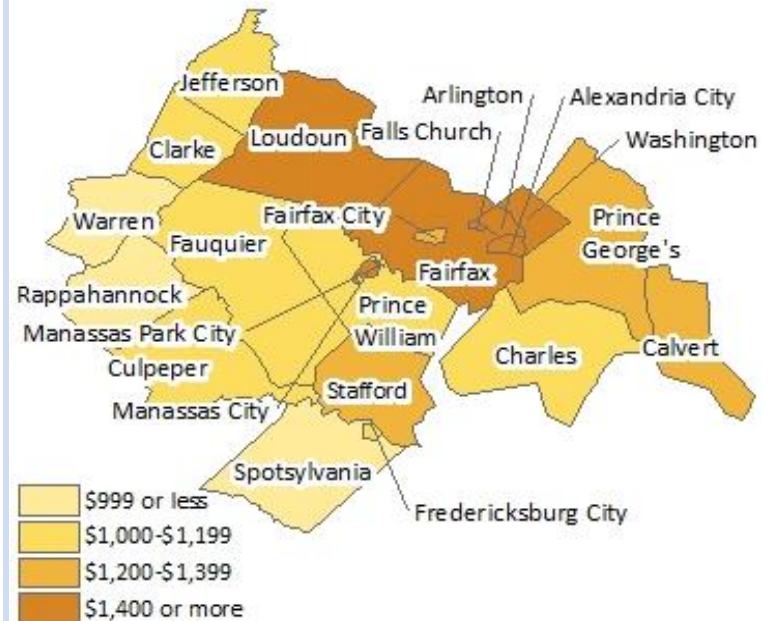 Jefferson
Arlington
Alexandria City
Clarke
Loudoun
Falls Church
Washington
Warren
Fairfax City
Prince
George's
Fauquier
Fairfax
Rappahannock
Prince
William
Manassas Park City
Charles
Calvert
Culpeper
Stafford
Manassas City
Spotsylvania
Fredericksburg City
$999 or less
$1,000-$1,199
$1,200-$1,399
$1,400 or more